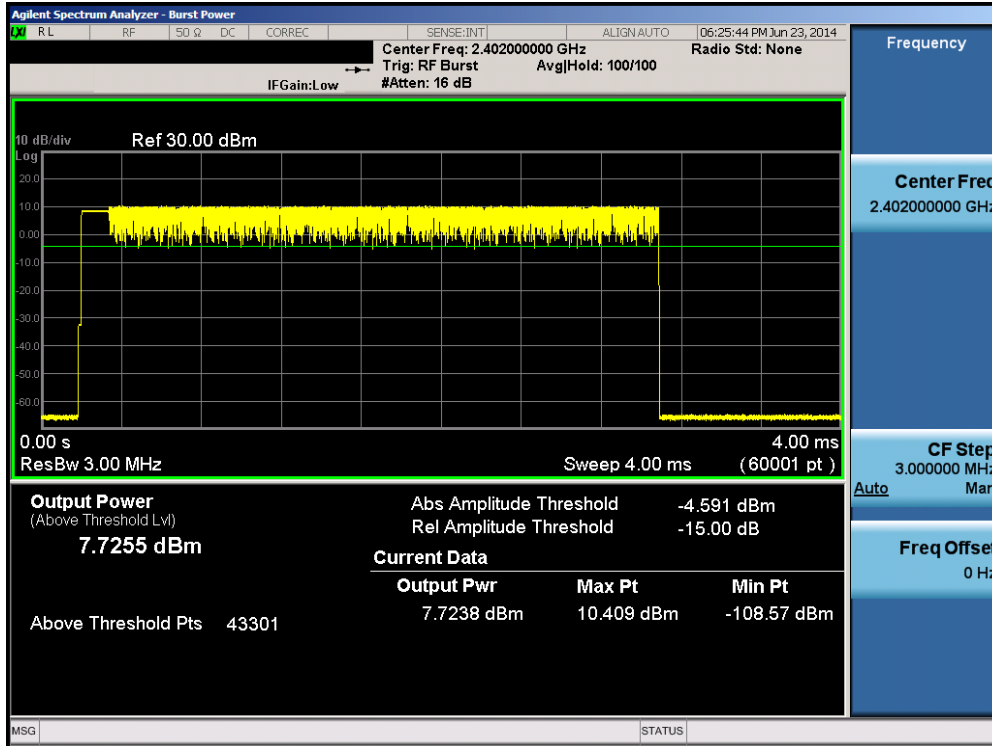 Agilent Spectrum Analyzer - Burst Power
LXI RL RF 50 Ω DC CORREC SENSE:INT ALIGN AUTO 06:25:44 PM Jun 23, 2014
Center Freq: 2.402000000 GHz Radio Std: None
Trig: RF Burst Avg|Hold: 100/100
IFGain:Low #Atten: 16 dB
10 dB/div Ref 30.00 dBm
Log
20.0
10.0
0.00
-10.0
-20.0
-30.0
-40.0
-50.0
-60.0
0.00 s 4.00 ms
ResBw 3.00 MHz Sweep 4.00 ms (60001 pt)
Output Power
(Above Threshold Lvl)
7.7255 dBm
Above Threshold Pts 43301
Abs Amplitude Threshold -4.591 dBm
Rel Amplitude Threshold -15.00 dB
Current Data
Output Pwr Max Pt Min Pt
7.7238 dBm 10.409 dBm -108.57 dBm
Frequency
Center Freq
2.402000000 GHz
CF Step
3.000000 MHz
Auto Man
Freq Offset
0 Hz
MSG STATUS